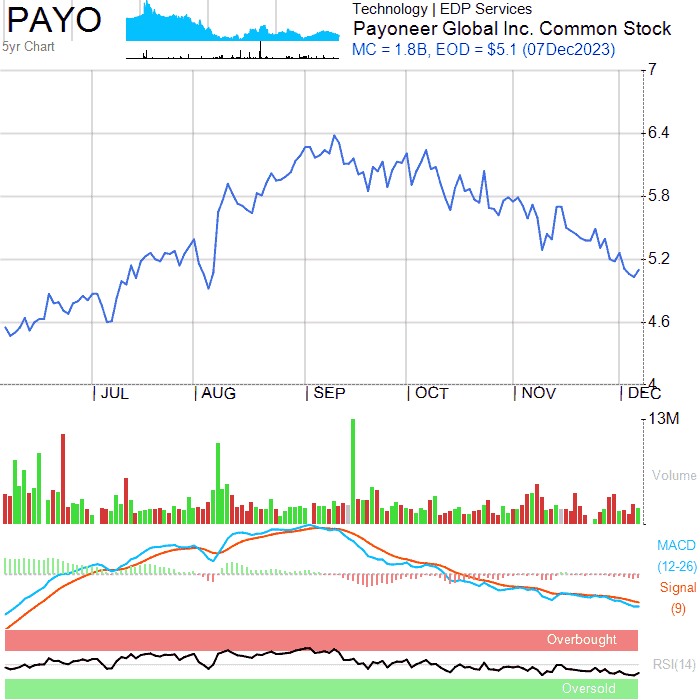 PAYO
5yr Chart
Technology | EDP Services
Payoneer Global Inc. Common Stock
MC = 1.8B, EOD = $5.1 (07Dec2023)
7
6.4
5.8
5.2
4.6
4
JUL
AUG
SEP
OCT
NOV
DEC
13M
Volume
MACD
(12-26)
Signal
(9)
Overbought
RSI(14)
Oversold